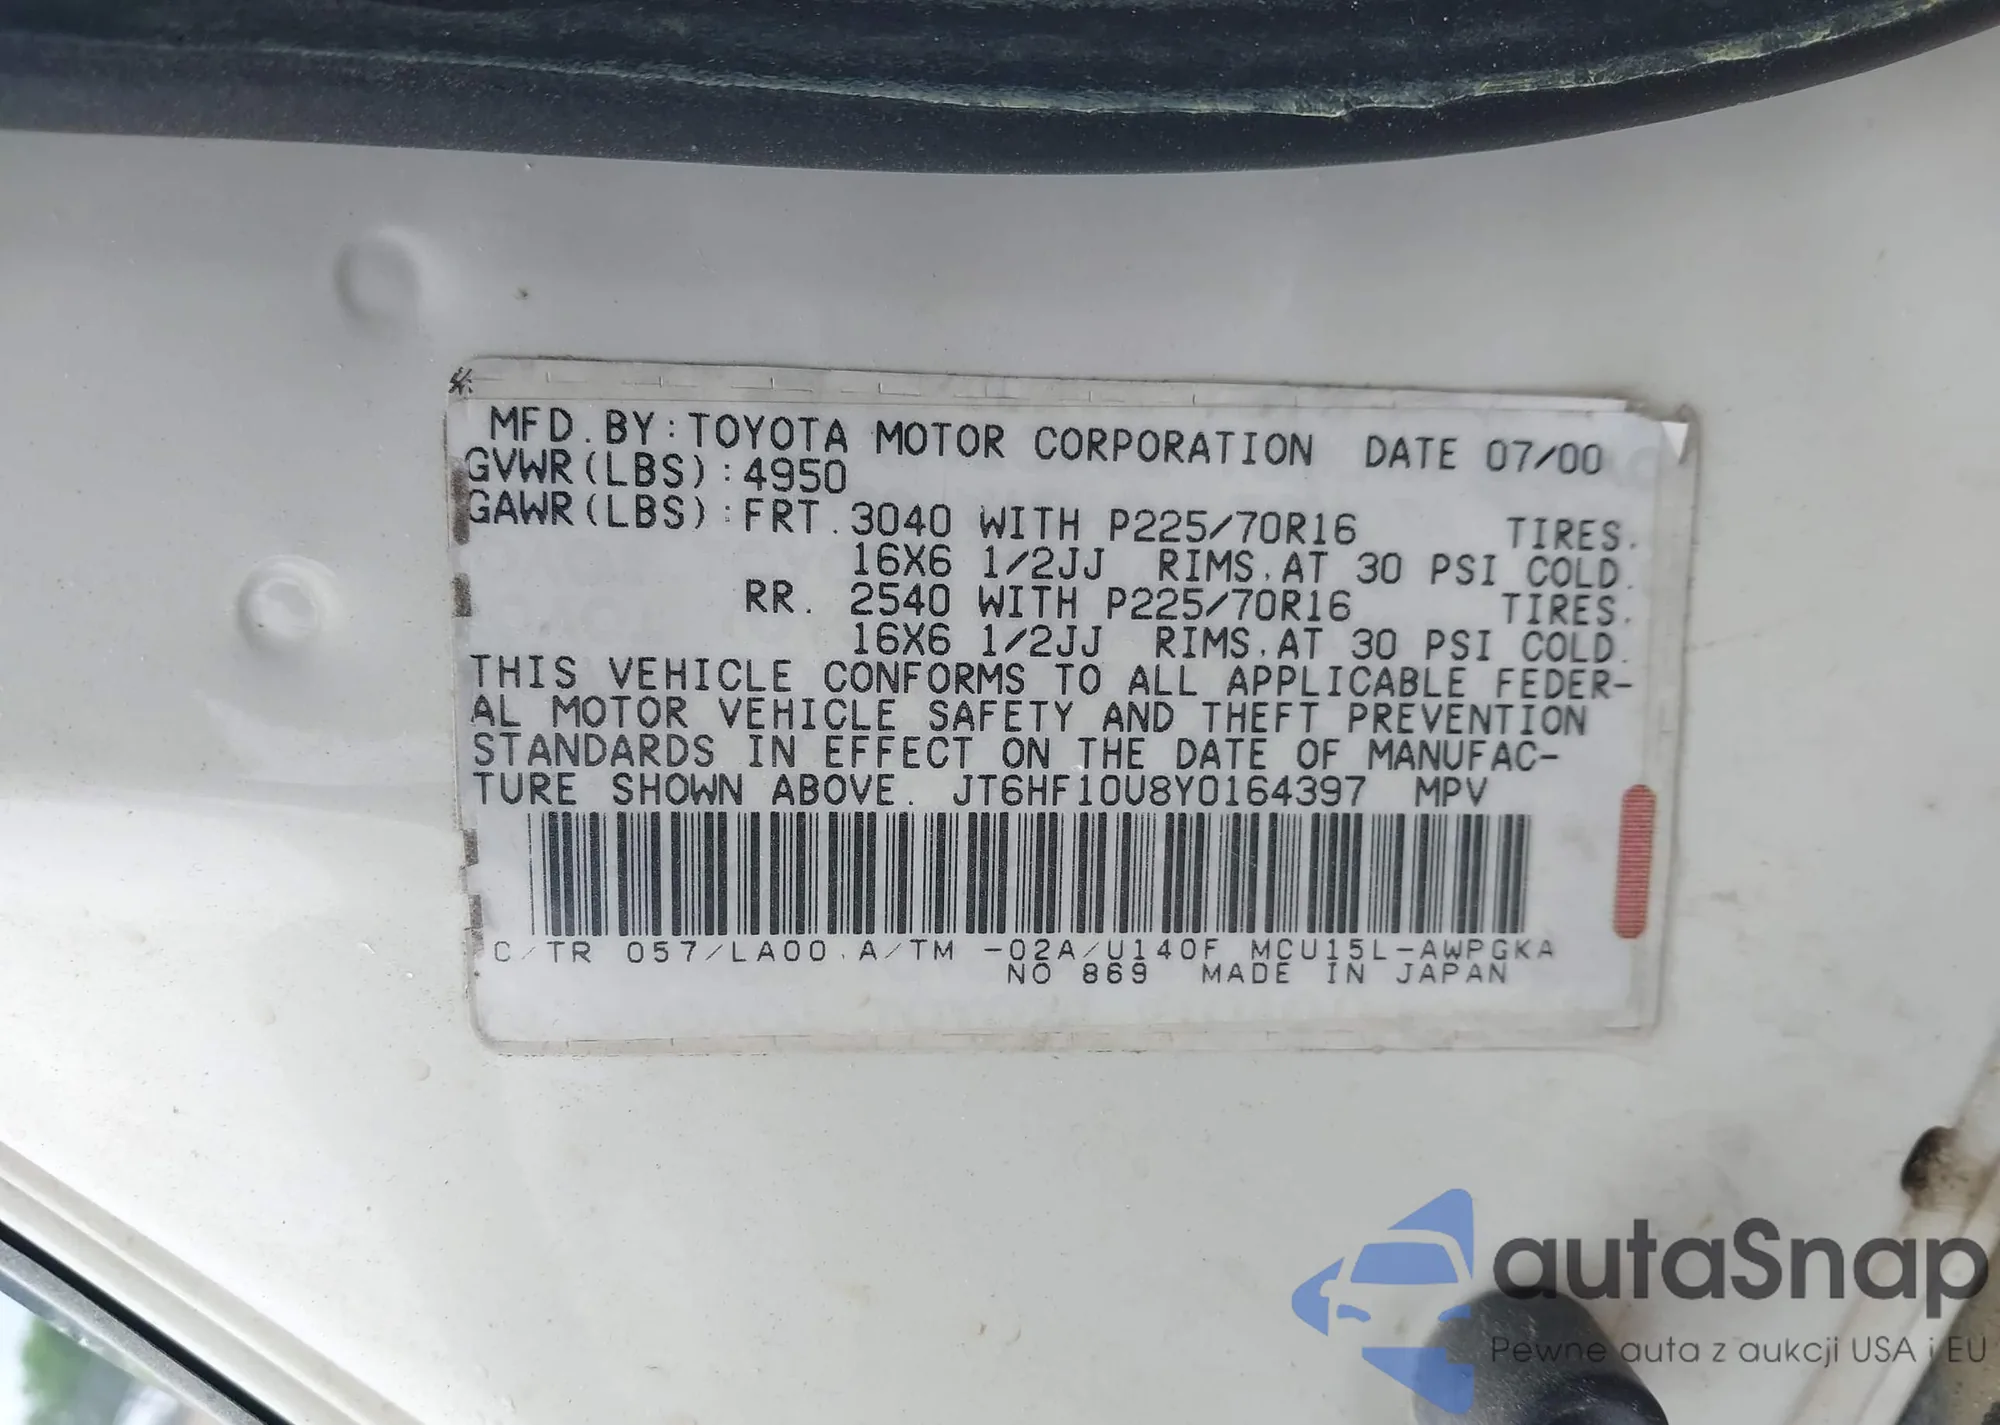 MFD. BY: TOYOTA MOTOR CORPORATION DATE 07/00
GVWR(LBS): 4950
GAWR(LBS): FRT. 3040 WITH P225/70R16 TIRES.
16X6 1/2JJ RIMS. AT 30 PSI COLD.
RR. 2540 WITH P225/70R16 TIRES.
16X6 1/2JJ RIMS. AT 30 PSI COLD.
THIS VEHICLE CONFORMS TO ALL APPLICABLE FEDER-
AL MOTOR VEHICLE SAFETY AND THEFT PREVENTION
STANDARDS IN EFFECT ON THE DATE OF MANUFAC-
TURE SHOWN ABOVE. JT6HF10U8Y0164397 MPV
C/TR 057/LA00. A/TM -02A/U140F MCU15L-AWPGKA
NO 869 MADE IN JAPAN
autaSnap
Pewne auta z aukcji USA i EU